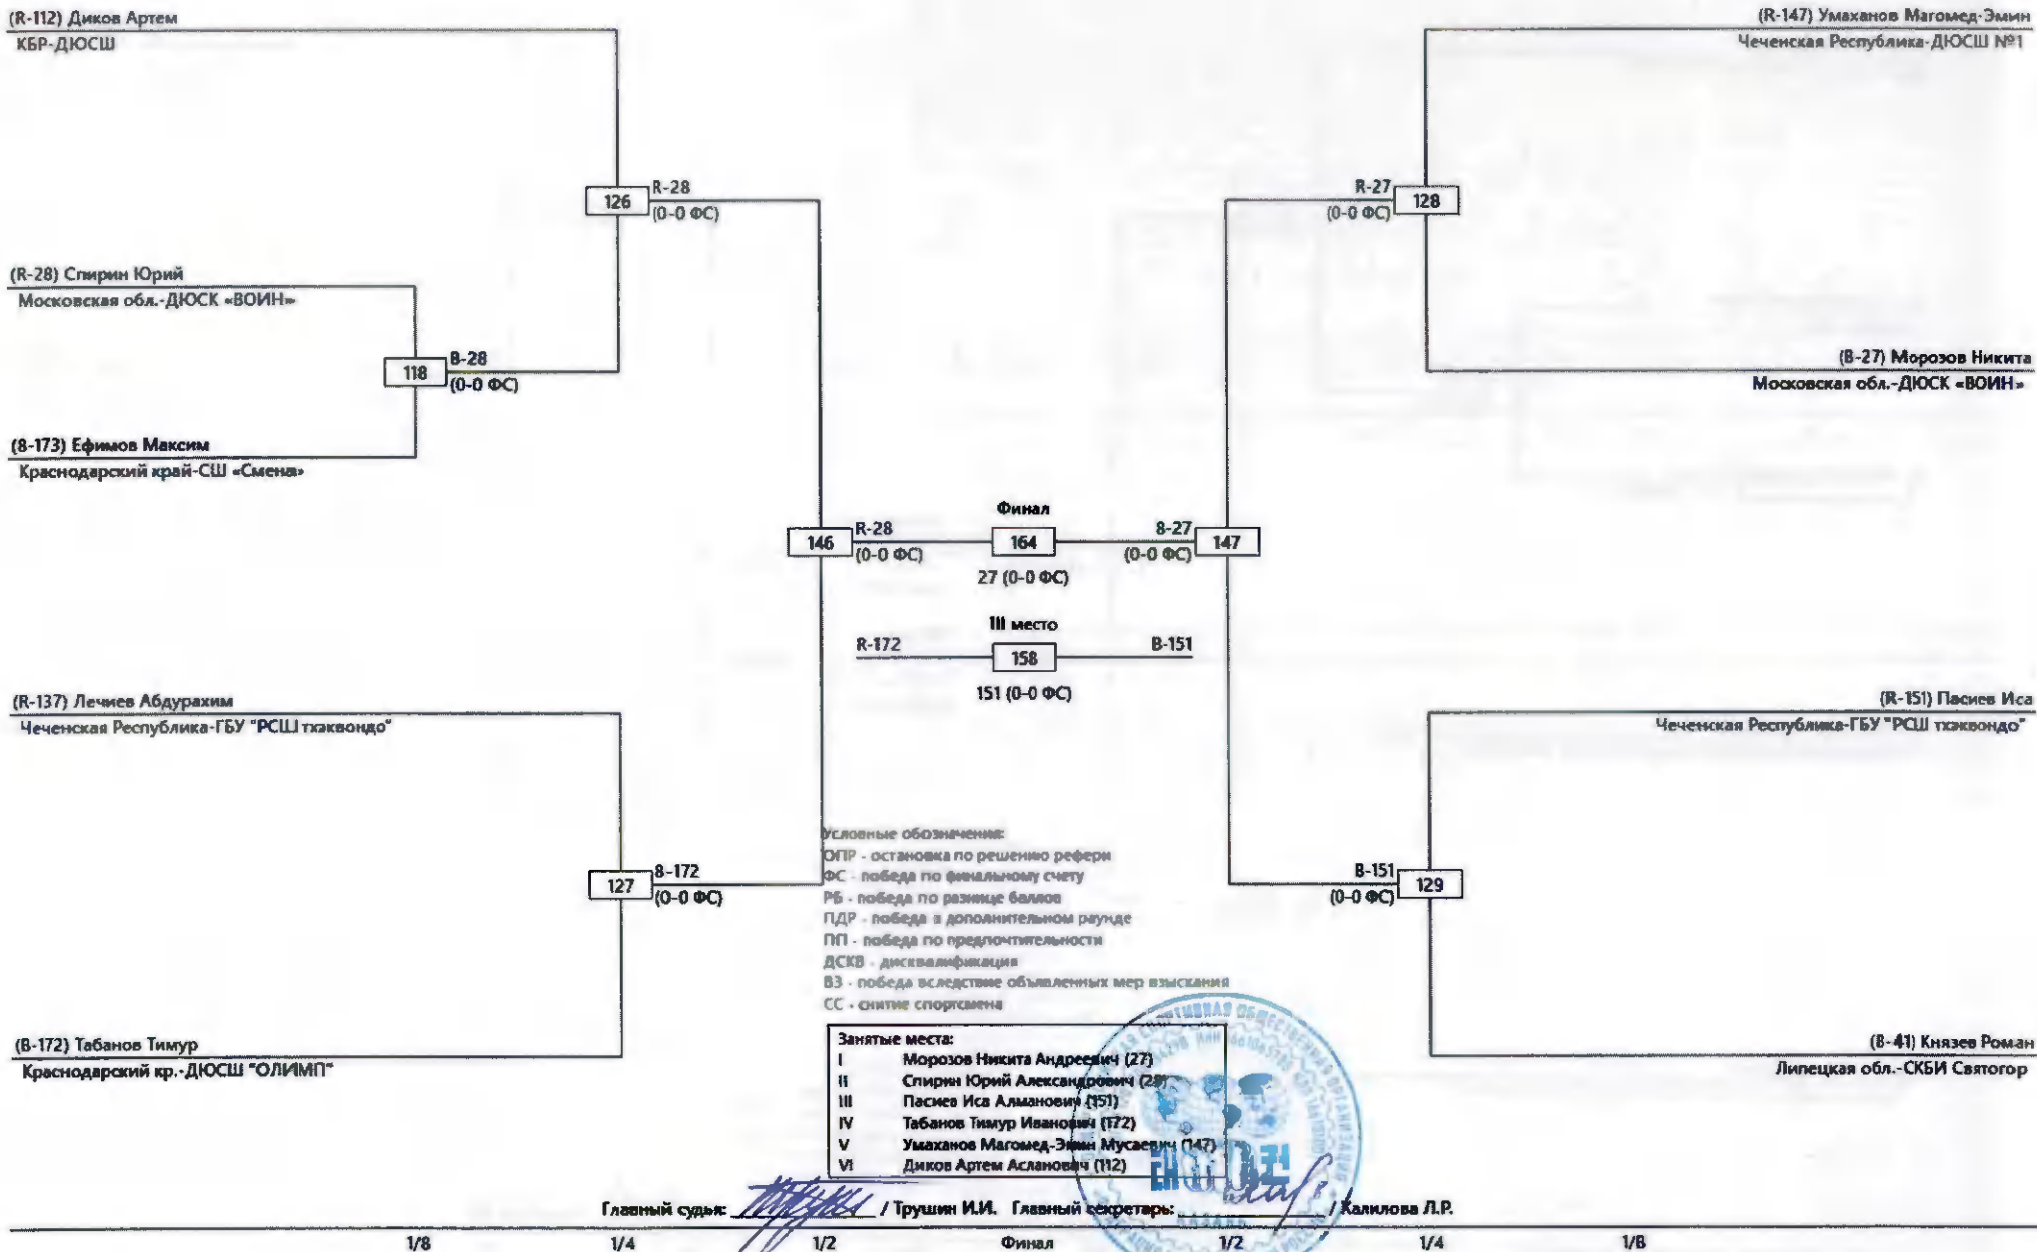 (R-112) Диков Артем
КБР-ДЮСШ
(R-147) Умаханов Магомед-Эмин
Чеченская Республика-ДЮСШ №1
126
R-28
(0-0 ФС)
R-27
(0-0 ФС)
128
(R-28) Спирин Юрий
Московская обл.-ДЮСК «ВОИН»
118
B-28
(0-0 ФС)
(B-27) Морозов Никита
Московская обл.-ДЮСК «ВОИН»
(8-173) Ефимов Максим
Краснодарский край-СШ «Смена»
146
R-28
(0-0 ФС)
Финал
164
27 (0-0 ФС)
8-27
(0-0 ФС)
147
III место
R-172
158
B-151
151 (0-0 ФС)
(R-137) Лечиев Абдурахим
Чеченская Республика-ГБУ "РСШ тхэквондо"
(R-151) Пасиев Иса
Чеченская Республика-ГБУ "РСШ тхэквондо"
127
8-172
(0-0 ФС)
B-151
(0-0 ФС)
129
Условные обозначения:
ОПР - остановка по решению рефери
ФС - победа по финальному счету
РБ - победа по разнице баллов
ПДР - победа в дополнительном раунде
ПП - победа по предпочтительности
ДСКВ - дисквалификация
ВЗ - победа вследствие объявленных мер взыскания
СС - снитие спортсмена
(B-172) Табанов Тимур
Краснодарский кр.-ДЮСШ "ОЛИМП"
(B-41) Князев Роман
Липецкая обл.-СКБИ Святогор
Занятые места:
I Морозов Никита Андреевич (27)
II Спирин Юрий Александрович (28)
III Пасиев Иса Алманович (151)
IV Табанов Тимур Иванович (172)
V Умаханов Магомед-Эмин Мусаевич (147)
VI Диков Артем Асланович (112)
КАЗАНЬ
Главный судья: / Трушин И.И. Главный секретарь: / Халилова Л.Р.
1/8 1/4 1/2 Финал 1/2 1/4 1/В